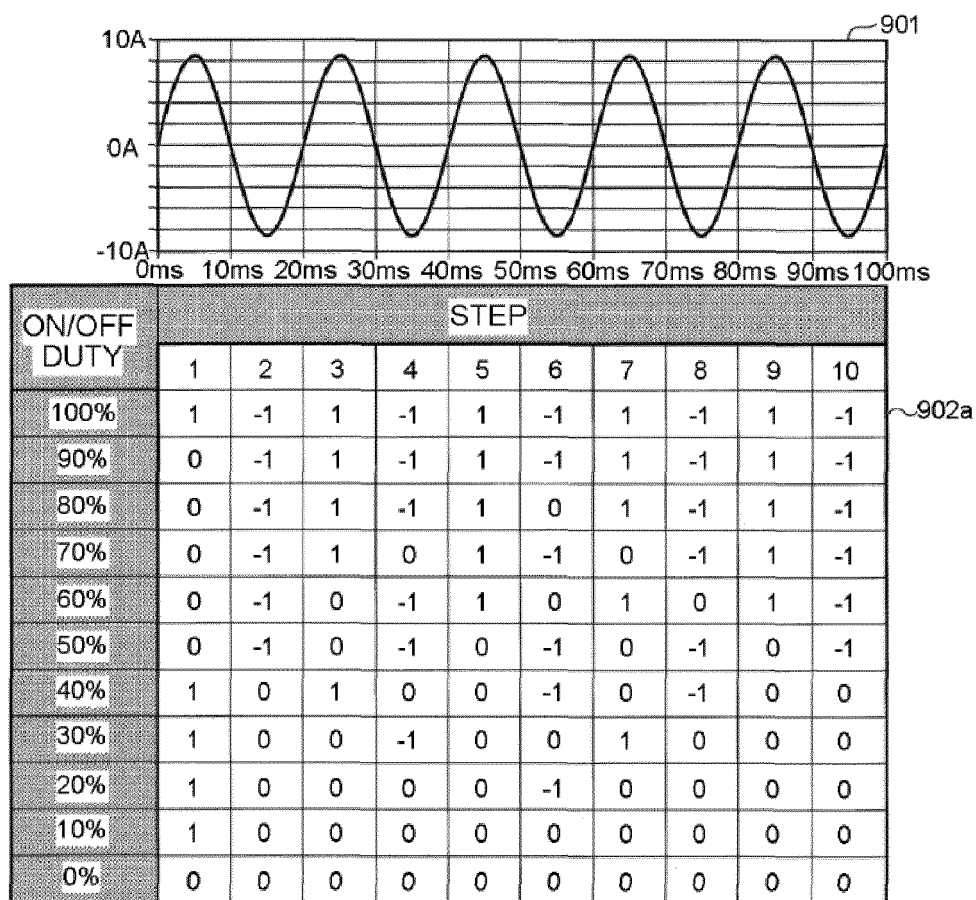 901
10A
0A
-10A
0ms 10ms 20ms 30ms 40ms 50ms 60ms 70ms 80ms 90ms 100ms
ON/OFF DUTY
STEP
1 2 3 4 5 6 7 8 9 10
100% 1 -1 1 -1 1 -1 1 -1 1 -1
902a
90% 0 -1 1 -1 1 -1 1 -1 1 -1
80% 0 -1 1 -1 1 0 1 -1 1 -1
70% 0 -1 1 0 1 -1 0 -1 1 -1
60% 0 -1 0 -1 1 0 1 0 1 -1
50% 0 -1 0 -1 0 -1 0 -1 0 -1
40% 1 0 1 0 0 -1 0 -1 0 0
30% 1 0 0 -1 0 0 1 0 0 0
20% 1 0 0 0 0 -1 0 0 0 0
10% 1 0 0 0 0 0 0 0 0 0
0% 0 0 0 0 0 0 0 0 0 0